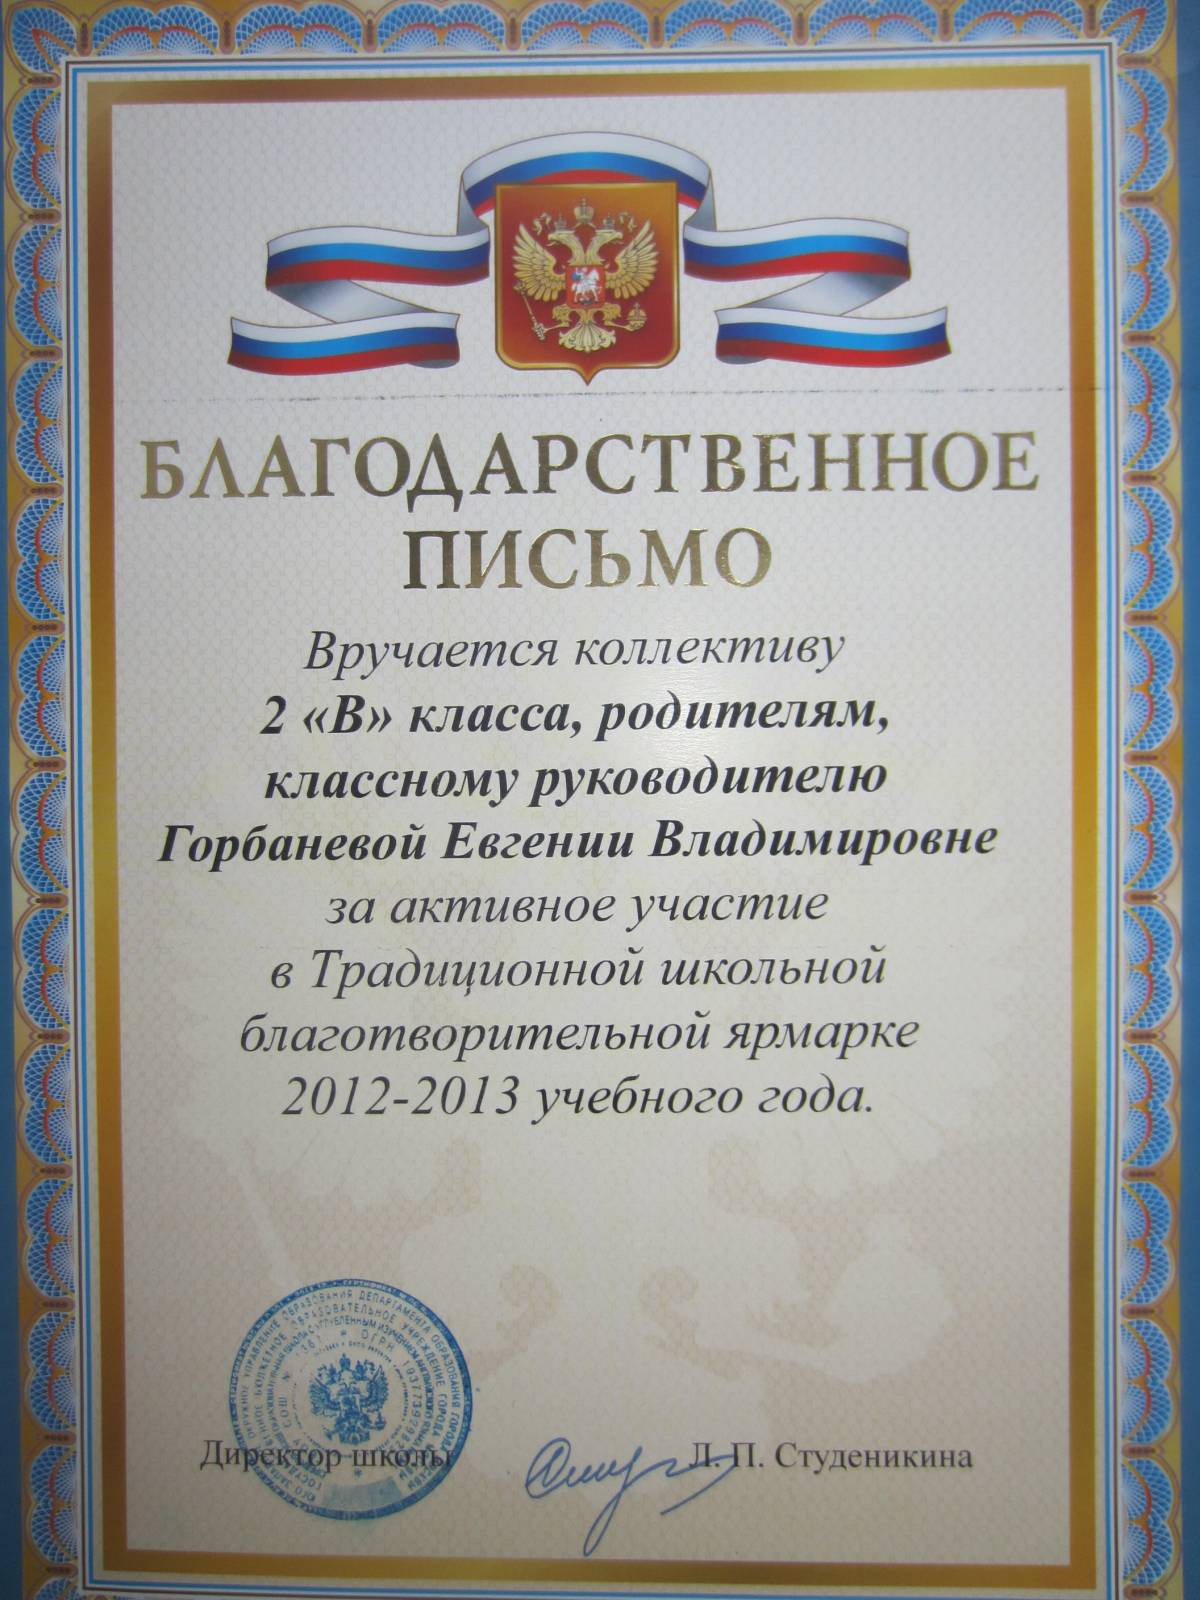 БЛАГОДАРСТВЕННОЕ
ПИСЬМО
Вручается коллективу
2 «В» класса, родителям,
классному руководителю
Горбаневой Евгении Владимировне
за активное участие
в Традиционной школьной
благотворительной ярмарке
2012-2013 учебного года.
Директор школы Л. П. Студеникина